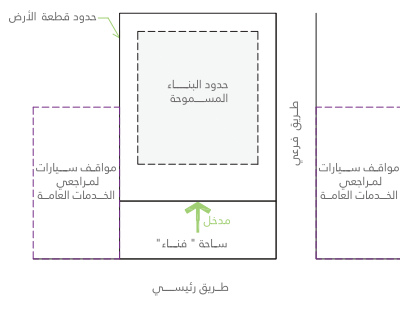 حدود قطعة الأرض
حدود البناء
المسموحة
طريق فرعي
مواقف سيارات
لمراجعي
الخدمات العامة
مواقف سيارات
لمراجعي
الخدمات العامة
مدخل
ساحة " فناء "
طريق رئيسي